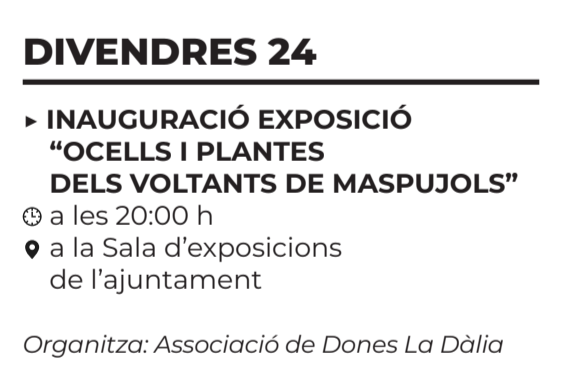 DIVENDRES 24
▸ INAUGURACIÓ EXPOSICIÓ
“OCELLS I PLANTES
DELS VOLTANTS DE MASPUJOLS”
a les 20:00 h
a la Sala d’exposicions
de l’ajuntament
Organitza: Associació de Dones La Dàlia